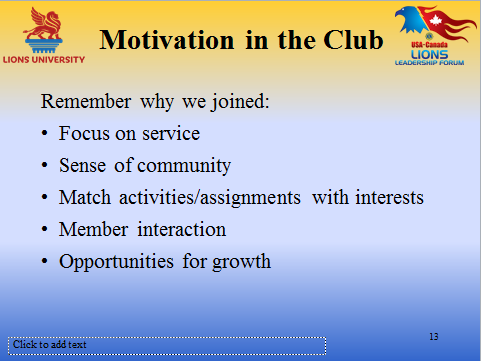 Motivation in the Club
LIONS UNIVERSITY
USA-Canada
LIONS
LEADERSHIP FORUM
Remember why we joined:
• Focus on service
• Sense of community
• Match activities/assignments with interests
• Member interaction
• Opportunities for growth
13
Click to add text